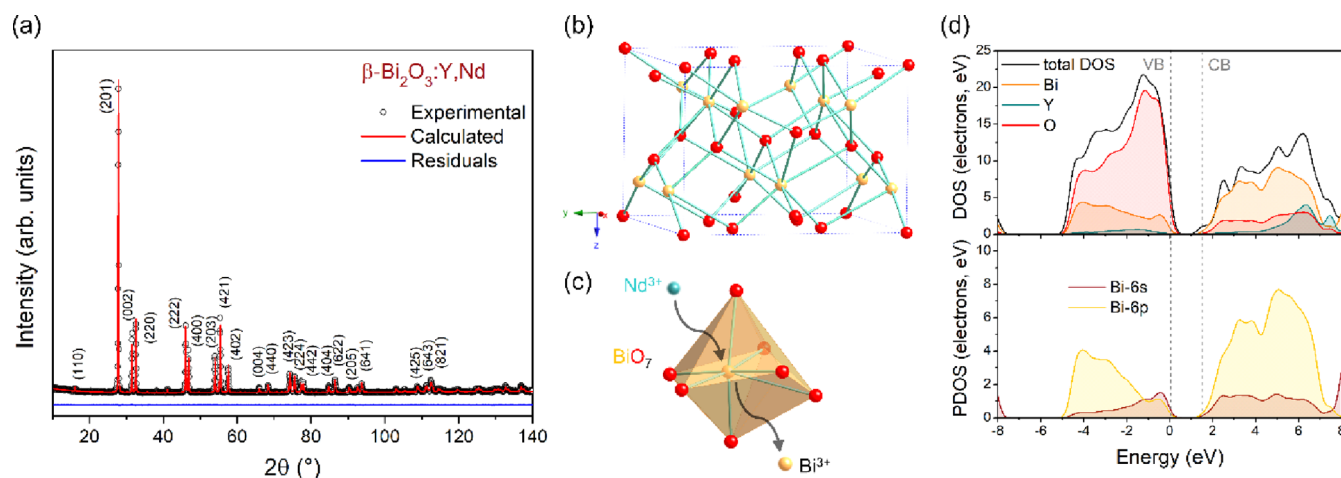 (a)
β-Bi₂O₃:Y,Nd
Experimental
Calculated
Residuals
Intensity (arb. units)
(110)
(201)
(002)
(220)
(222)
(400)
(203)
(421)
(402)
(004)
(440)
(423)
(224)
(442)
(404)
(622)
(205)
(641)
(425)
(643)
(821)
20 40 60 80 100 120 140
2θ (°)
(b)
y
x
z
(c)
Nd³⁺
BiO₇
Bi³⁺
(d)
25
20
15
10
5
0
DOS (electrons, eV)
total DOS
Bi
Y
O
VB
CB
10
8
6
4
2
0
PDOS (electrons, eV)
Bi-6s
Bi-6p
-8 -6 -4 -2 0 2 4 6 8
Energy (eV)